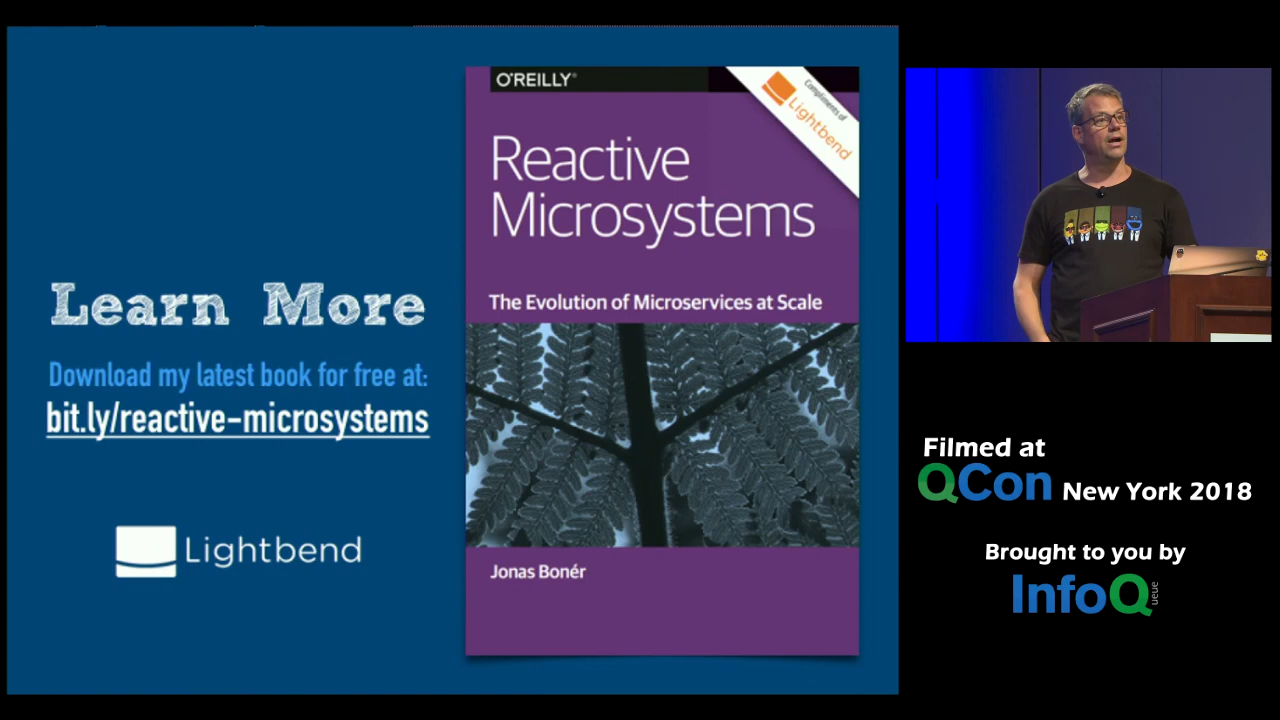 Learn More
Download my latest book for free at:
bit.ly/reactive-microsystems
Lightbend
O'REILLY®
Compliments of
Lightbend
Reactive
Microsystems
The Evolution of Microservices at Scale
Jonas Bonér
Filmed at
QCon New York 2018
Brought to you by
InfoQ
ueue